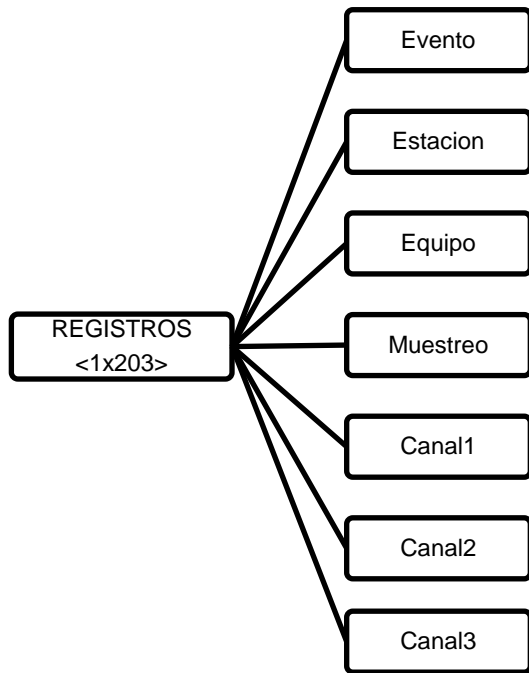 Evento
Estacion
Equipo
REGISTROS
<1x203>
Muestreo
Canal1
Canal2
Canal3